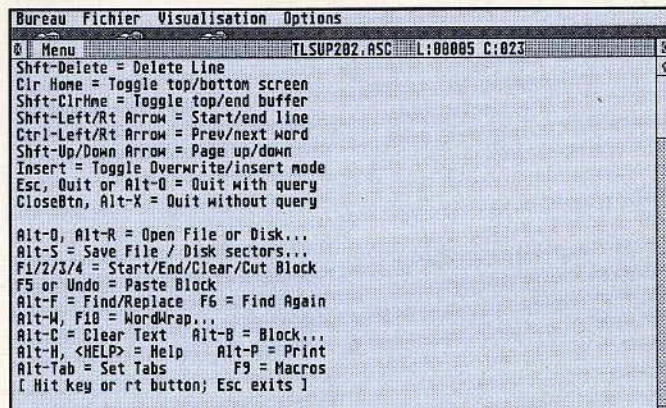 Bureau Fichier Visualisation Options
Menu TLSUP202.ASC L:00005 C:023
Shft-Delete = Delete Line
Clr Home = Toggle top/bottom screen
Shft-ClrHme = Toggle top/end buffer
Shft-Left/Rt Arrow = Start/end line
Ctrl-Left/Rt Arrow = Prev/next word
Shft-Up/Down Arrow = Page up/down
Insert = Toggle Overwrite/insert mode
Esc, Quit or Alt-Q = Quit with query
CloseBtn, Alt-X = Quit without query
Alt-O, Alt-R = Open File or Disk...
Alt-S = Save File / Disk sectors...
F1/2/3/4 = Start/End/Clear/Cut Block
F5 or Undo = Paste Block
Alt-F = Find/Replace F6 = Find Again
Alt-W, F10 = WordWrap...
Alt-C = Clear Text Alt-B = Block...
Alt-H, <HELP> = Help Alt-P = Print
Alt-Tab = Set Tabs F9 = Macros
[ Hit key or rt button; Esc exits ]